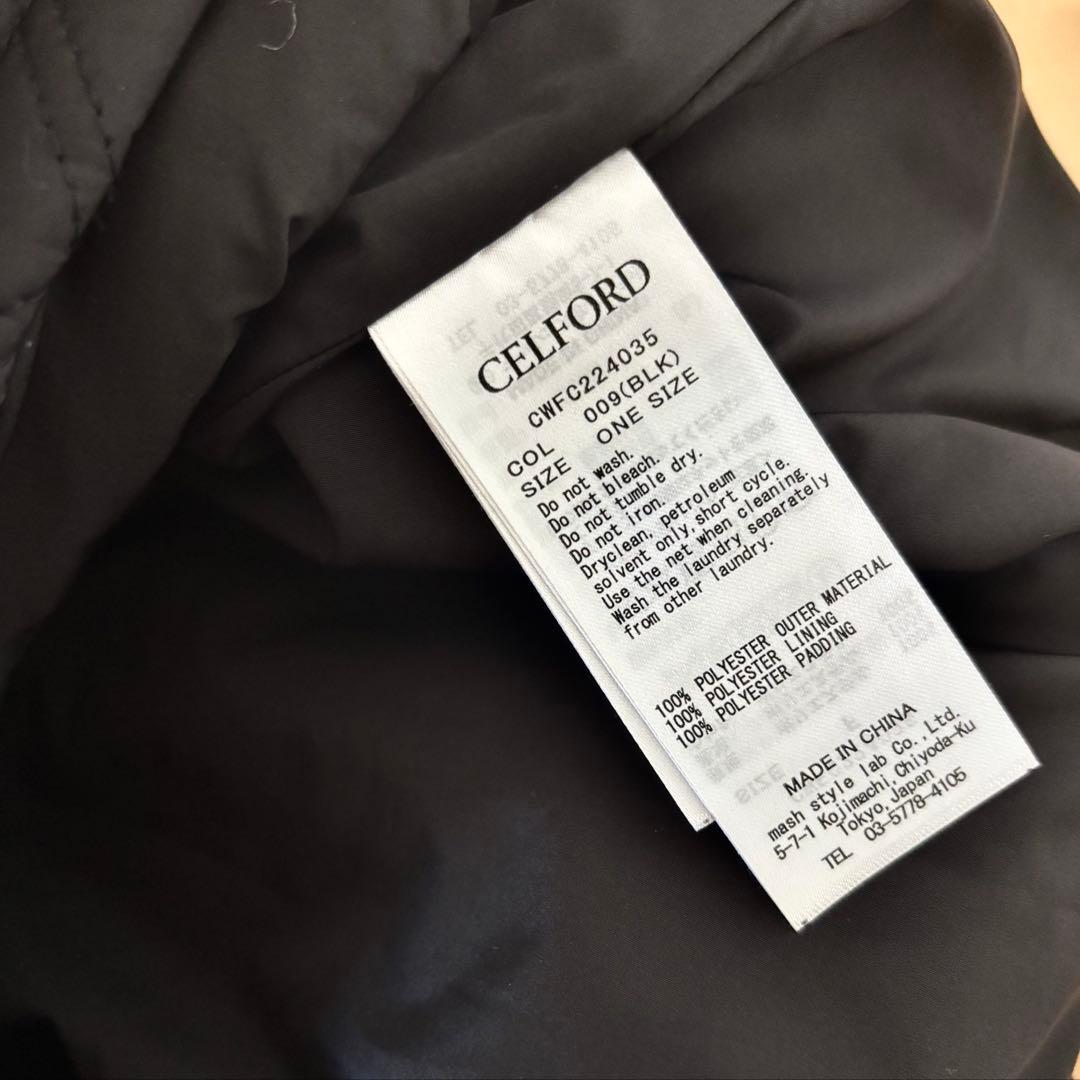 CELFORD
CWFC224035
COL 009(BLK)
SIZE ONE SIZE
Do not wash.
Do not bleach.
Do not tumble dry.
Do not iron.
Dryclean, petroleum
solvent only,short cycle.
Use the net when cleaning.
Wash the laundry separately
from other laundry.
100% POLYESTER OUTER MATERIAL
100% POLYESTER LINING
100% POLYESTER PADDING
MADE IN CHINA
mash style lab Co.,Ltd.
5-7-1 Kojimachi,Chiyoda-Ku
Tokyo,Japan
TEL 03-5778-4105